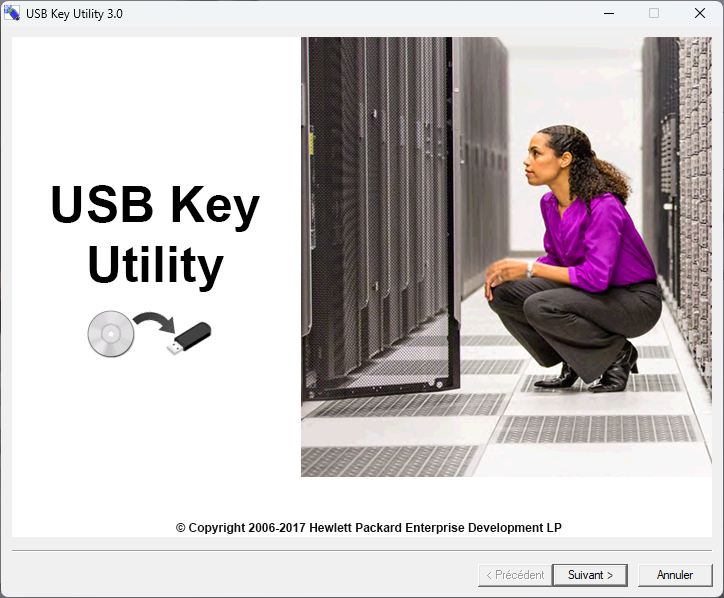 USB Key Utility 3.0
USB Key
Utility
© Copyright 2006-2017 Hewlett Packard Enterprise Development LP
< Précédent
Suivant >
Annuler